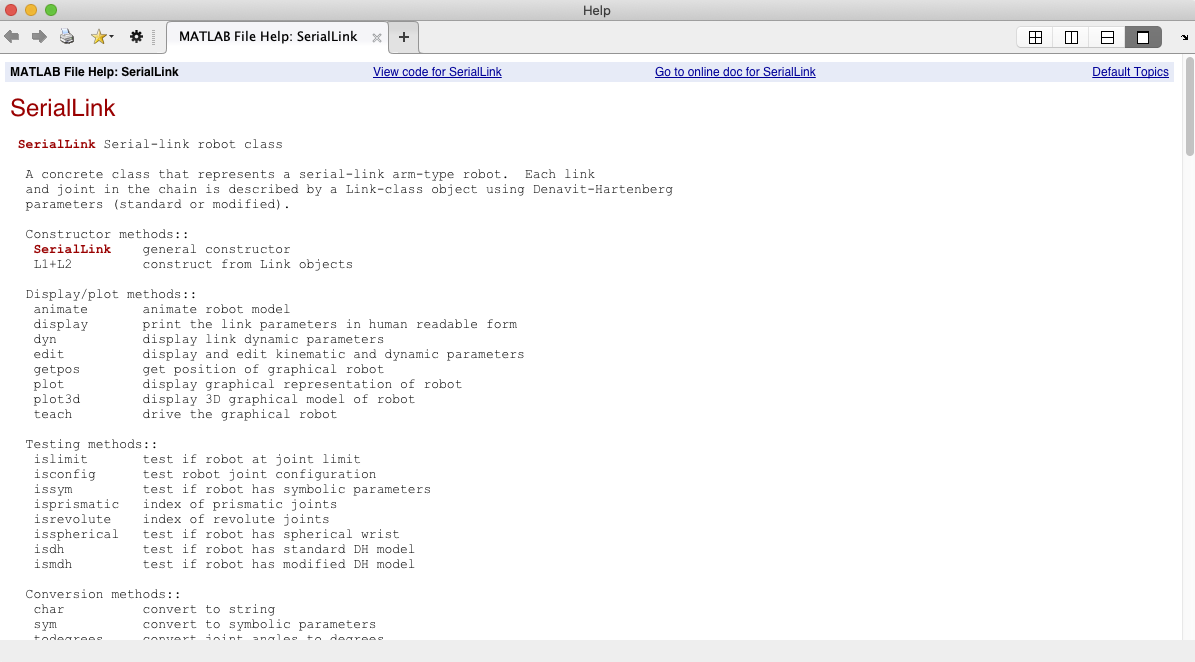 Help
MATLAB File Help: SerialLink
MATLAB File Help: SerialLink View code for SerialLink Go to online doc for SerialLink Default Topics
SerialLink
SerialLink Serial-link robot class
A concrete class that represents a serial-link arm-type robot. Each link
and joint in the chain is described by a Link-class object using Denavit-Hartenberg
parameters (standard or modified).
Constructor methods::
SerialLink general constructor
L1+L2 construct from Link objects
Display/plot methods::
animate animate robot model
display print the link parameters in human readable form
dyn display link dynamic parameters
edit display and edit kinematic and dynamic parameters
getpos get position of graphical robot
plot display graphical representation of robot
plot3d display 3D graphical model of robot
teach drive the graphical robot
Testing methods::
islimit test if robot at joint limit
isconfig test robot joint configuration
issym test if robot has symbolic parameters
isprismatic index of prismatic joints
isrevolute index of revolute joints
isspherical test if robot has spherical wrist
isdh test if robot has standard DH model
ismdh test if robot has modified DH model
Conversion methods::
char convert to string
sym convert to symbolic parameters
todegrees convert joint angles to degrees